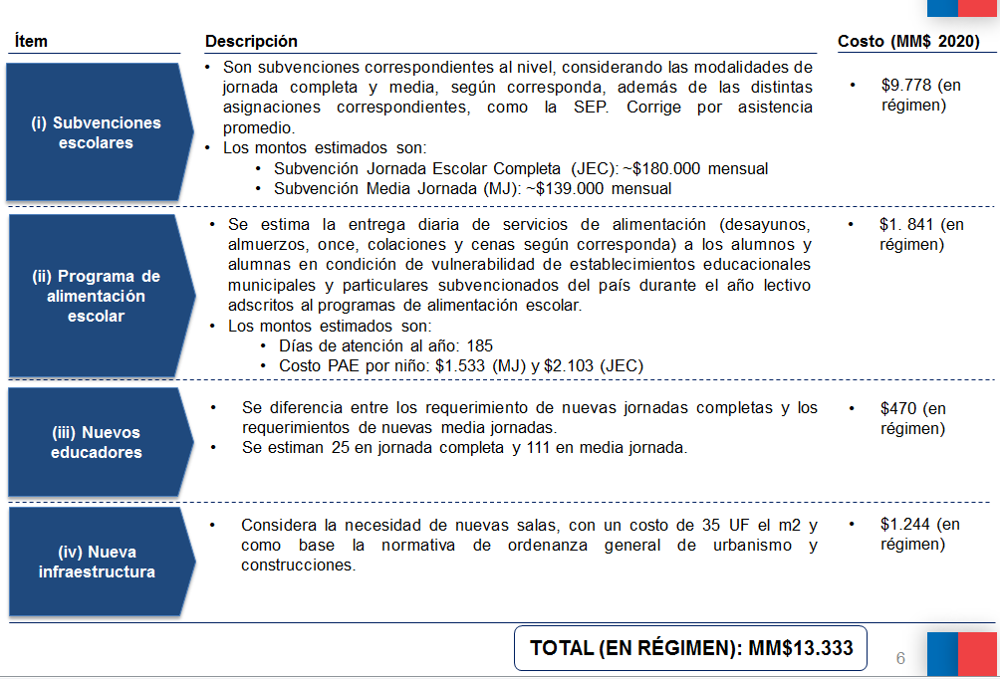 Ítem
Descripción
Costo (MM$ 2020)
(i) Subvenciones
escolares
• Son subvenciones correspondientes al nivel, considerando las modalidades de
jornada completa y media, según corresponda, además de las distintas
asignaciones correspondientes, como la SEP. Corrige por asistencia
promedio.
• Los montos estimados son:
• Subvención Jornada Escolar Completa (JEC): ~$180.000 mensual
• Subvención Media Jornada (MJ): ~$139.000 mensual
• $9.778 (en
régimen)
(ii) Programa de
alimentación
escolar
• Se estima la entrega diaria de servicios de alimentación (desayunos,
almuerzos, once, colaciones y cenas según corresponda) a los alumnos y
alumnas en condición de vulnerabilidad de establecimientos educacionales
municipales y particulares subvencionados del país durante el año lectivo
adscritos al programas de alimentación escolar.
• Los montos estimados son:
• Días de atención al año: 185
• Costo PAE por niño: $1.533 (MJ) y $2.103 (JEC)
• $1. 841 (en
régimen)
(iii) Nuevos
educadores
• Se diferencia entre los requerimiento de nuevas jornadas completas y los
requerimientos de nuevas media jornadas.
• Se estiman 25 en jornada completa y 111 en media jornada.
• $470 (en
régimen)
(iv) Nueva
infraestructura
• Considera la necesidad de nuevas salas, con un costo de 35 UF el m2 y
como base la normativa de ordenanza general de urbanismo y
construcciones.
• $1.244 (en
régimen)
TOTAL (EN RÉGIMEN): MM$13.333
6